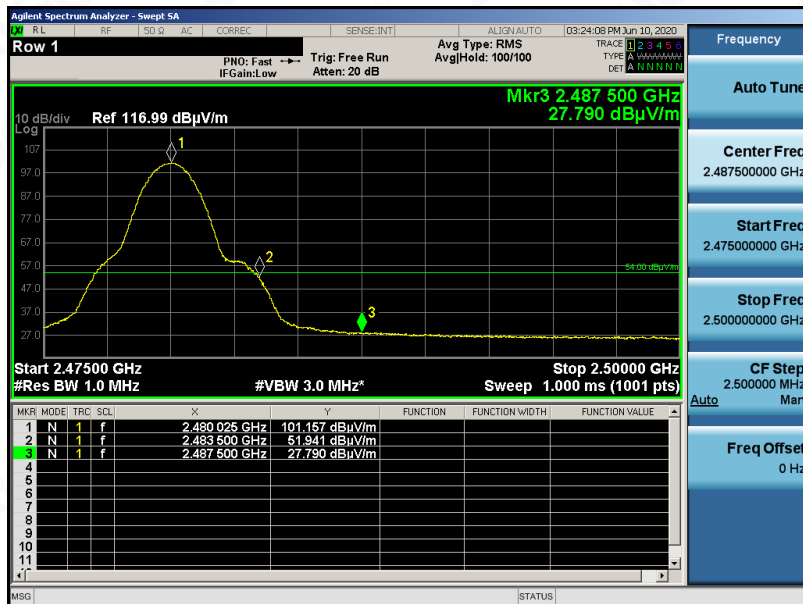 Agilent Spectrum Analyzer - Swept SA
LXI RL RF 50 Ω AC CORREC SENSE:INT ALIGN AUTO 03:24:08 PM Jun 10, 2020
Row 1
PNO: Fast
IFGain:Low
Trig: Free Run
Atten: 20 dB
Avg Type: RMS
Avg|Hold: 100/100
TRACE 1 2 3 4 5 6
TYPE A
DET A N N N N N
Mkr3 2.487 500 GHz
27.790 dBµV/m
10 dB/div Ref 116.99 dBµV/m
Log
107
97.0
87.0
77.0
67.0
57.0
47.0
37.0
27.0
1
2
3
54.00 dBµV/m
Start 2.47500 GHz Stop 2.50000 GHz
#Res BW 1.0 MHz #VBW 3.0 MHz* Sweep 1.000 ms (1001 pts)
MKR MODE TRC SCL X Y FUNCTION FUNCTION WIDTH FUNCTION VALUE
1 N 1 f 2.480 025 GHz 101.157 dBµV/m
2 N 1 f 2.483 500 GHz 51.941 dBµV/m
3 N 1 f 2.487 500 GHz 27.790 dBµV/m
4
5
6
7
8
9
10
11
MSG STATUS
Frequency
Auto Tune
Center Freq
2.487500000 GHz
Start Freq
2.475000000 GHz
Stop Freq
2.500000000 GHz
CF Step
2.500000 MHz
Auto Man
Freq Offset
0 Hz